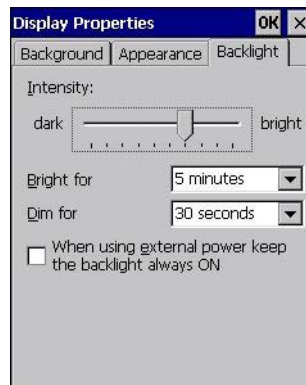 Display Properties OK ×
Background Appearance Backlight
Intensity:
dark bright
Bright for 5 minutes
Dim for 30 seconds
When using external power keep
the backlight always ON